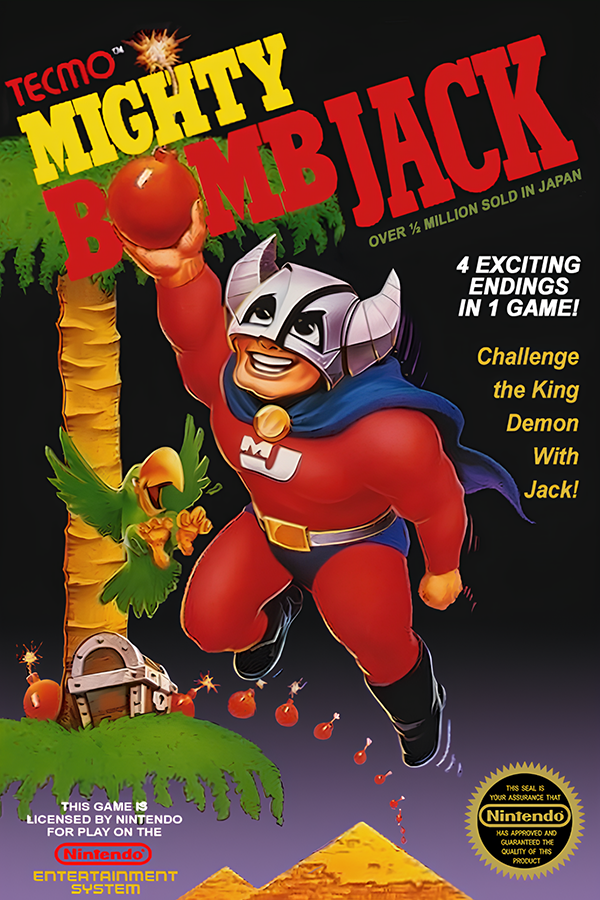 TECMO™
MIGHTY
BOMB JACK
OVER ½ MILLION SOLD IN JAPAN
4 EXCITING
ENDINGS
IN 1 GAME!
Challenge
the King
Demon
With
Jack!
MJ
THIS GAME IS
LICENSED BY NINTENDO
FOR PLAY ON THE
Nintendo®
ENTERTAINMENT
SYSTEM
THIS SEAL IS
YOUR ASSURANCE THAT
Nintendo®
HAS APPROVED AND
GUARANTEED THE
QUALITY OF THIS
PRODUCT